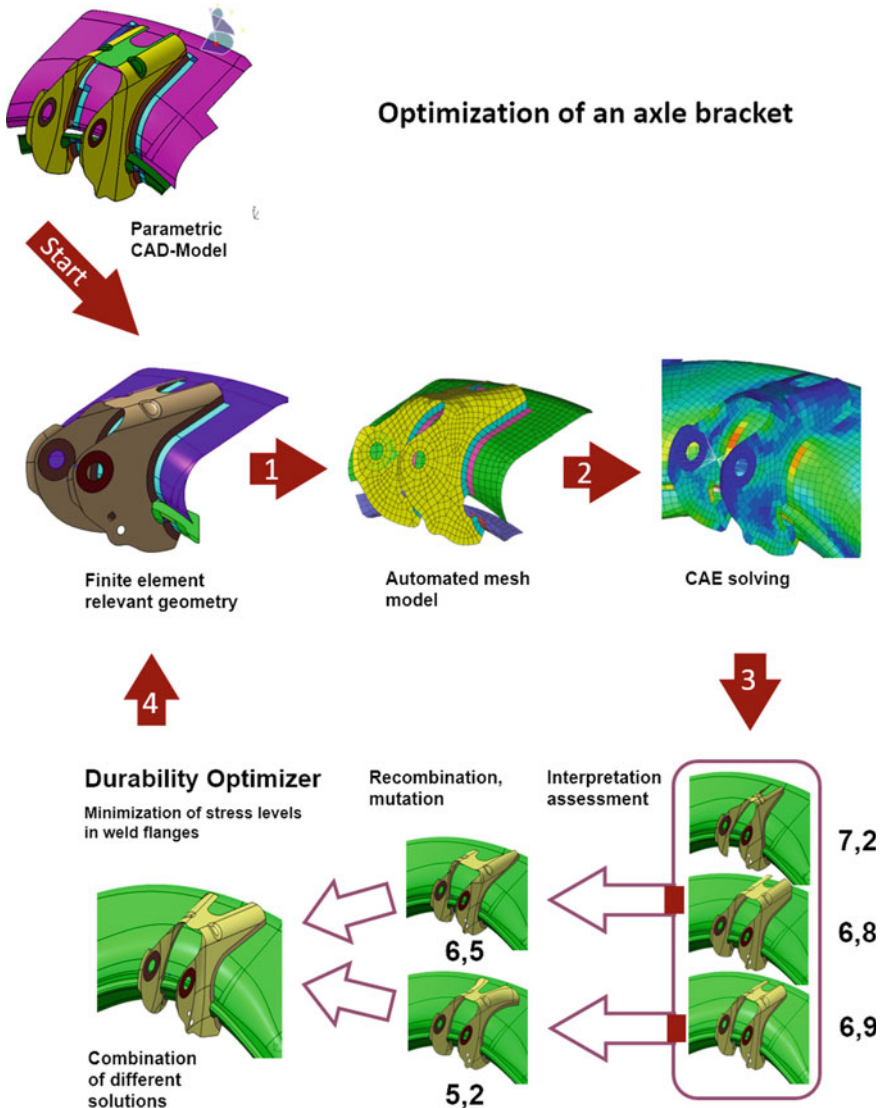 Optimization of an axle bracket
Parametric
CAD-Model
Start
1
2
Finite element
relevant geometry
Automated mesh
model
CAE solving
4
3
Durability Optimizer
Minimization of stress levels
in weld flanges
Recombination,
mutation
Interpretation
assessment
7,2
6,8
6,9
6,5
5,2
Combination
of different
solutions